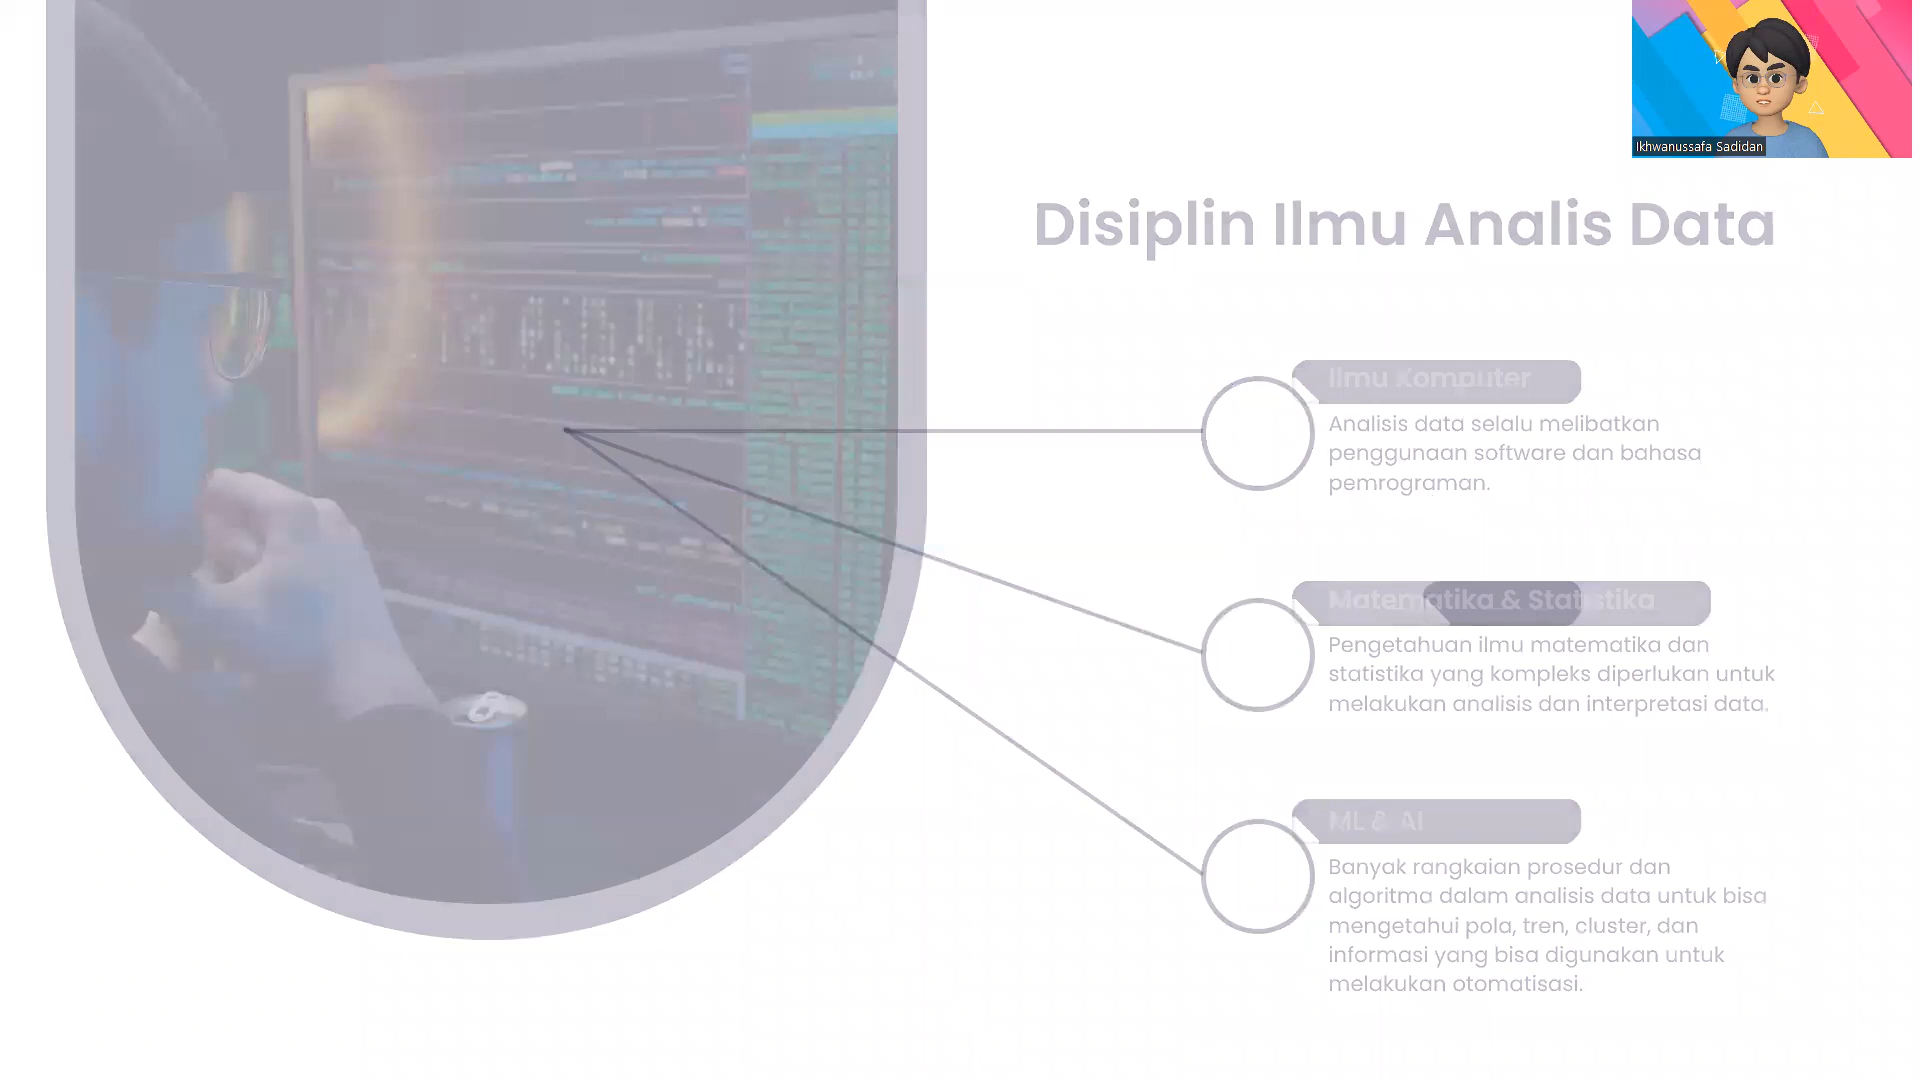 Ikhwanussafa Sadidan
Disiplin Ilmu Analis Data
Ilmu Komputer
Analisis data selalu melibatkan
penggunaan software dan bahasa
pemrograman.
Matematika & Statistika
Pengetahuan ilmu matematika dan
statistika yang kompleks diperlukan untuk
melakukan analisis dan interpretasi data.
ML & AI
Banyak rangkaian prosedur dan
algoritma dalam analisis data untuk bisa
mengetahui pola, tren, cluster, dan
informasi yang bisa digunakan untuk
melakukan otomatisasi.